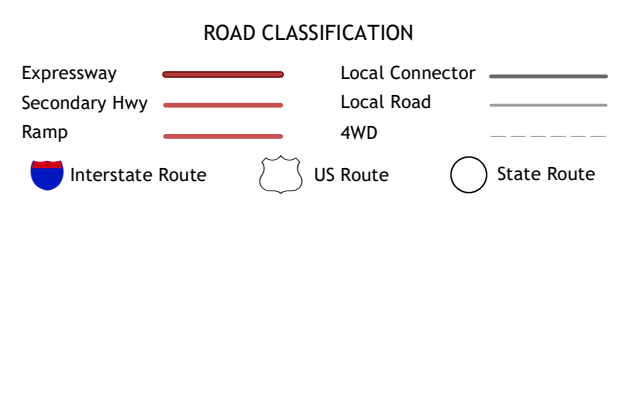 ROAD CLASSIFICATION
Expressway
Secondary Hwy
Ramp
Local Connector
Local Road
4WD
Interstate Route
US Route
State Route